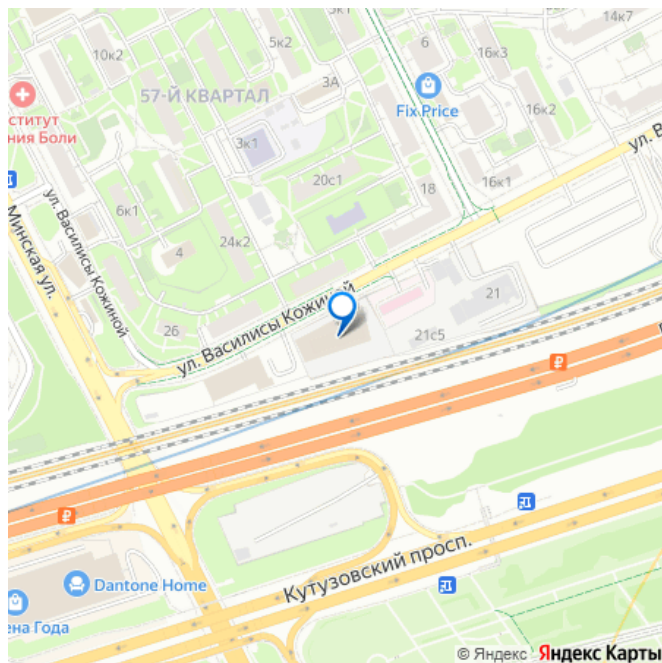 14к7
5к1
5к2
6
16к3
10к2
3А
57-Й КВАРТАЛ
Fix Price
16к2
ститут
ния Боли
3к1
ул. В
20с1
18
16к1
6к1
ул. Василисы Кожиной
Минская ул.
24к2
4
21
26
ул. Василисы Кожиной
21с5
₽
₽
Кутузовский просп.
Dantone Home
ена Года
© Яндекс Яндекс Карты